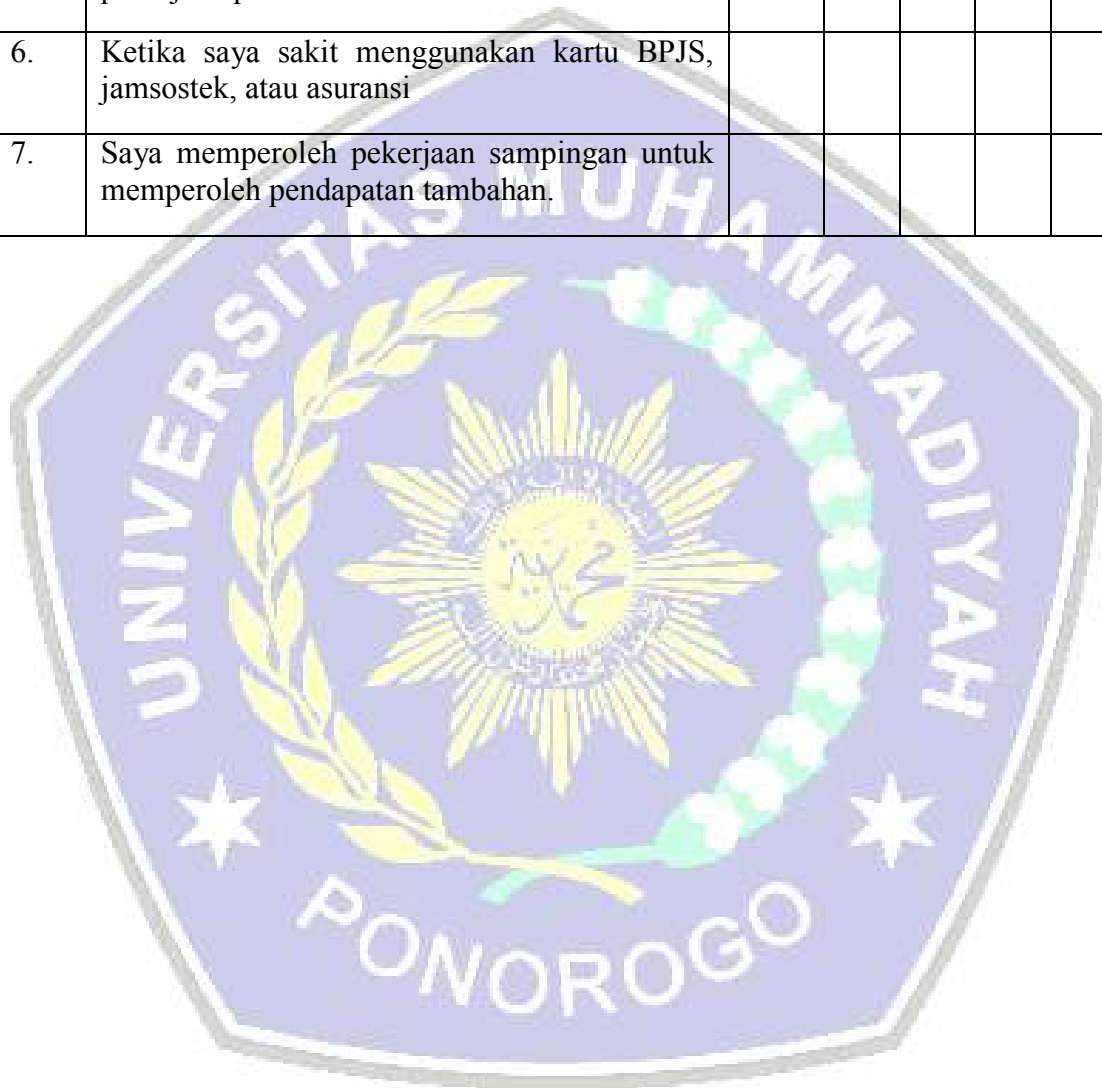 6. Ketika saya sakit menggunakan kartu BPJS,
jamsostek, atau asuransi
7. Saya memperoleh pekerjaan sampingan untuk
memperoleh pendapatan tambahan.
UNIVERSITAS MUHAMMADIYAH
PONOROGO